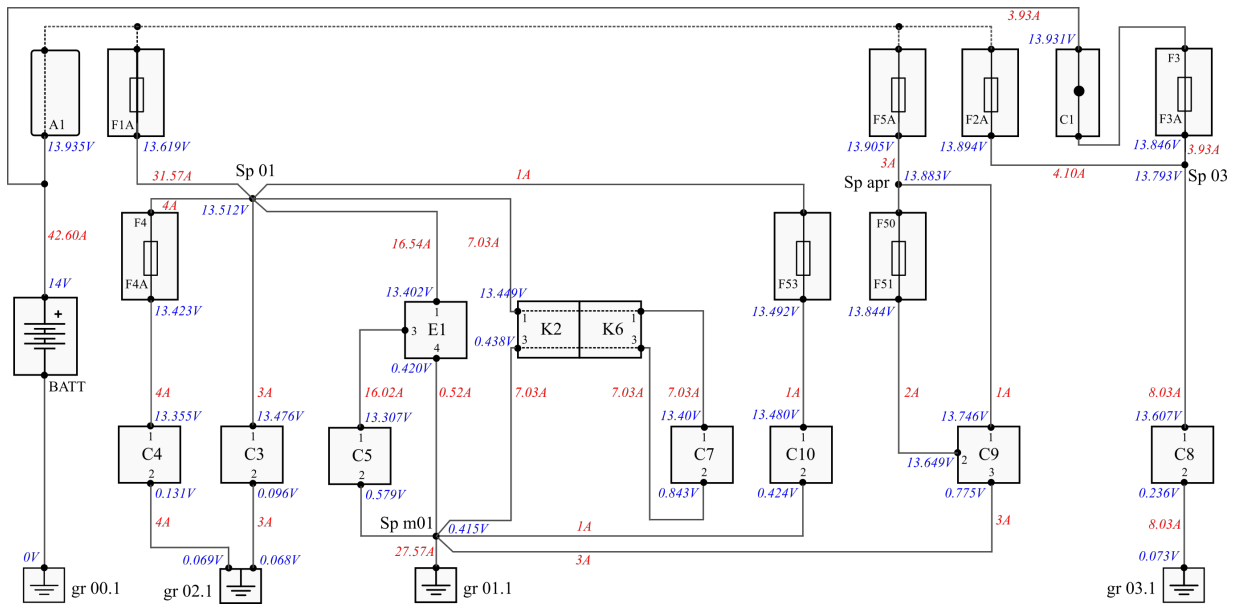 3.93A
13.931V
F3
A1
F1A
F5A
F2A
C1
F3A
13.935V
13.619V
13.905V
13.894V
13.846V
3.93A
3A
31.57A
Sp 01
1A
Sp apr
13.883V
4.10A
13.793V
Sp 03
4A
13.512V
F4
F50
42.60A
16.54A
7.03A
14V
F4A
F53
F51
13.402V
13.449V
13.423V
13.492V
13.844V
+
1
1
K2
K6
1
3
E1
4
0.438V
3
3
0.420V
BATT
4A
3A
16.02A
0.52A
7.03A
7.03A
7.03A
1A
2A
1A
8.03A
13.355V
13.476V
13.307V
13.40V
13.480V
13.746V
13.607V
1
1
1
1
1
1
1
C4
C3
C5
C7
C10
C9
C8
13.649V
2
2
2
2
2
2
3
2
0.131V
0.096V
0.579V
0.843V
0.424V
0.775V
0.236V
4A
3A
Sp m01
0.415V
1A
3A
8.03A
0V
0.069V
0.068V
27.57A
3A
0.073V
gr 00.1
gr 02.1
gr 01.1
gr 03.1